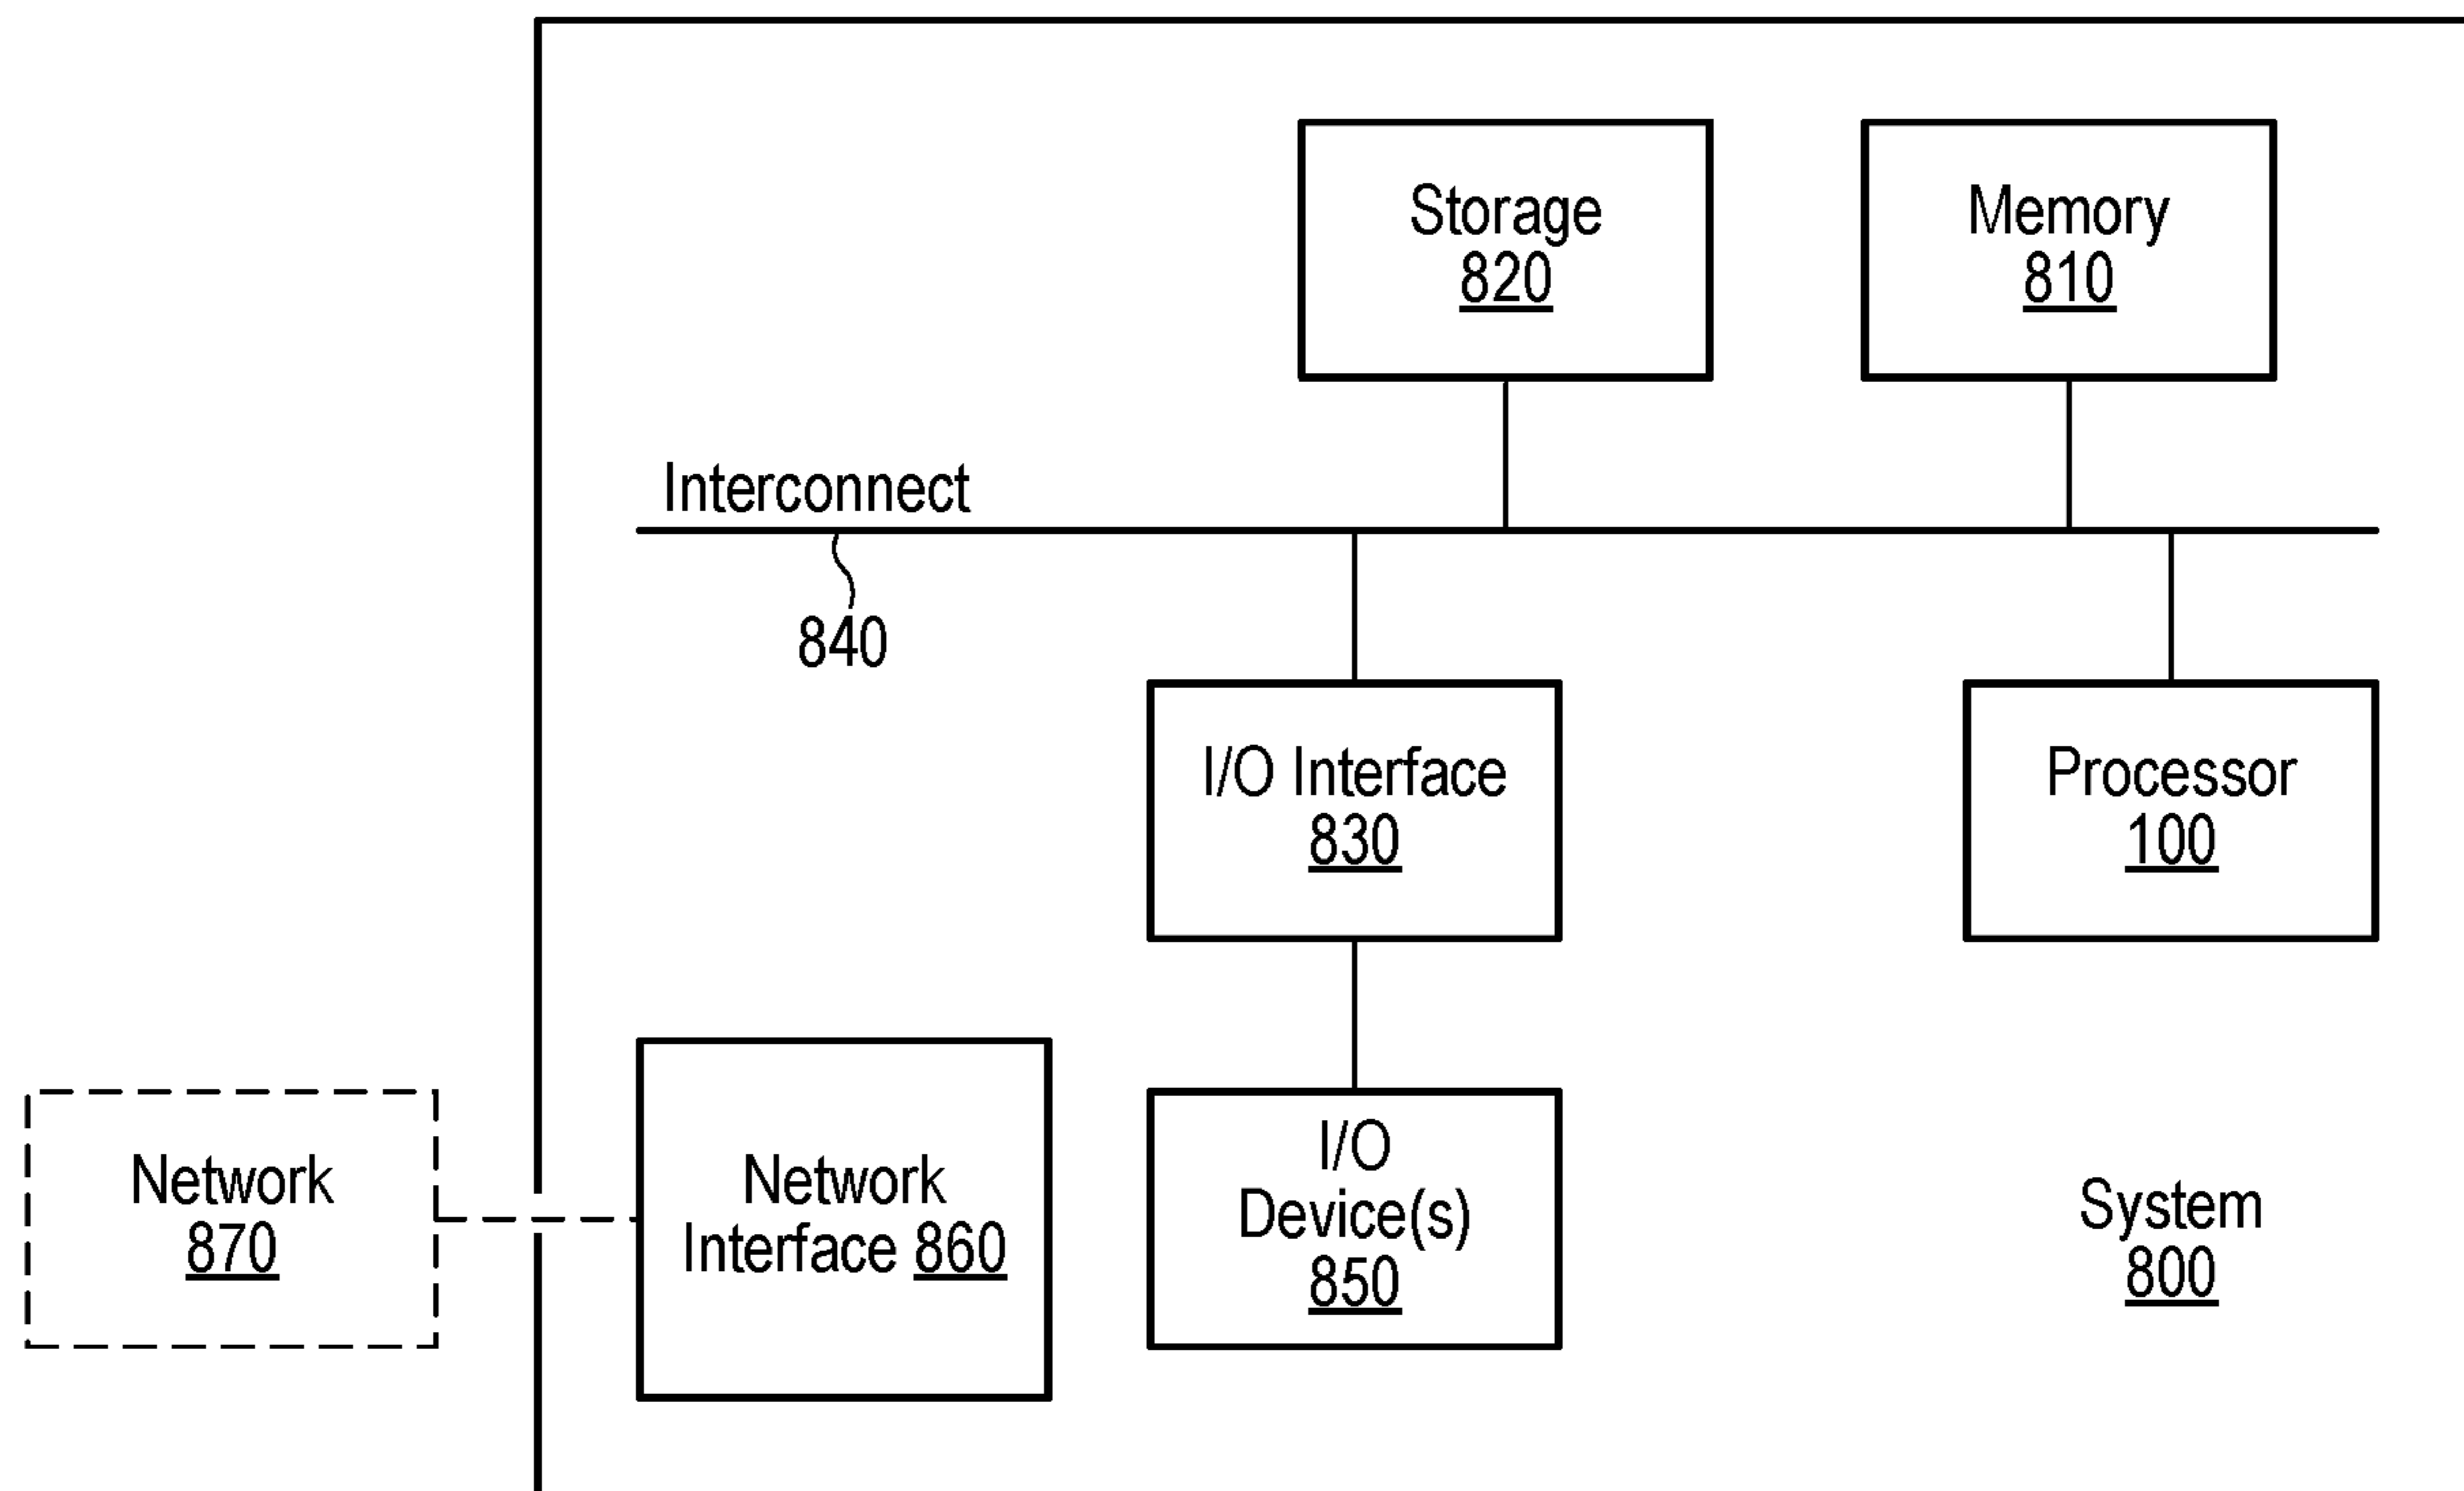 Storage
820
Memory
810
Interconnect
840
I/O Interface
830
Processor
100
Network
870
Network
Interface 860
I/O
Device(s)
850
System
800